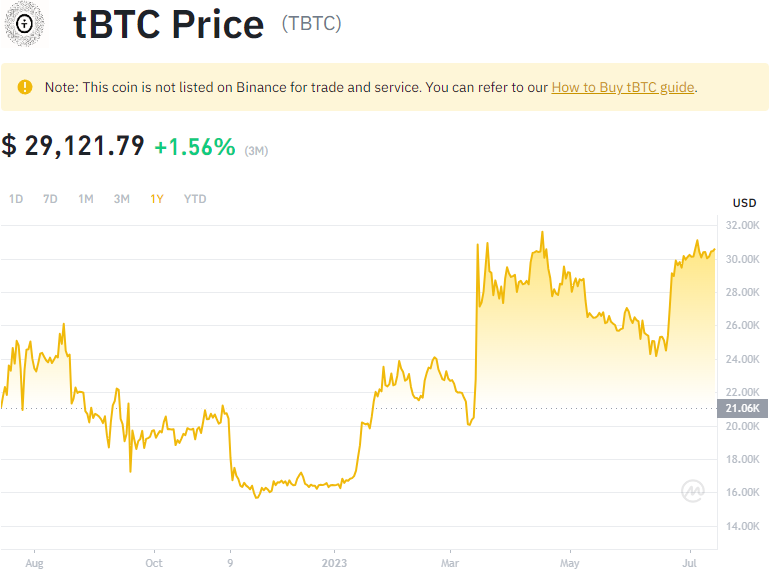 tBTC Price (TBTC)
Note: This coin is not listed on Binance for trade and service. You can refer to our How to Buy tBTC guide.
$ 29,121.79 +1.56% (3M)
1D 7D 1M 3M 1Y YTD
USD
32.00K
30.00K
28.00K
26.00K
24.00K
22.00K
21.06K
20.00K
18.00K
16.00K
14.00K
Aug Oct 9 2023 Mar May Jul